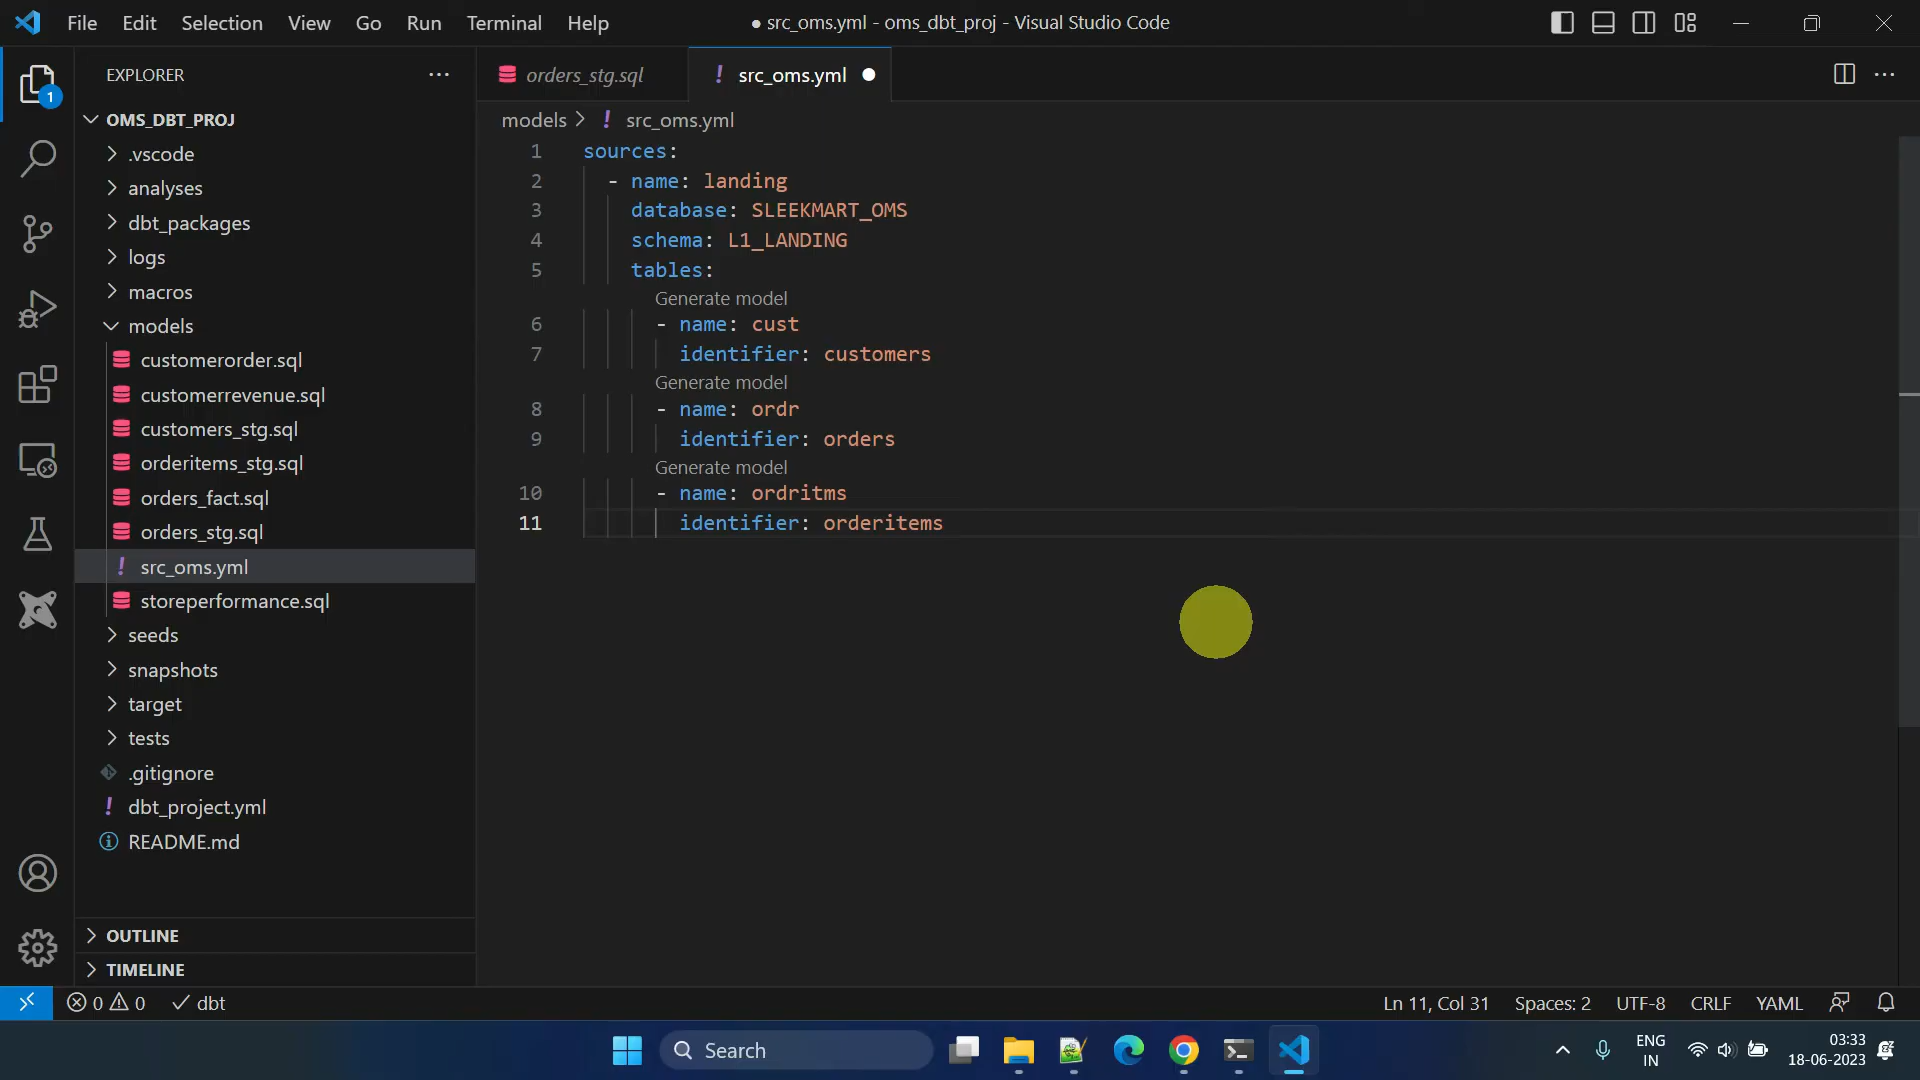 File Edit Selection View Go Run Terminal Help
● src_oms.yml - oms_dbt_proj - Visual Studio Code
EXPLORER
1
OMS_DBT_PROJ
.vscode
analyses
dbt_packages
logs
macros
models
customerorder.sql
customerrevenue.sql
customers_stg.sql
orderitems_stg.sql
orders_fact.sql
orders_stg.sql
! src_oms.yml
storeperformance.sql
seeds
snapshots
target
tests
.gitignore
! dbt_project.yml
README.md
OUTLINE
TIMELINE
orders_stg.sql
! src_oms.yml ●
models > ! src_oms.yml
1 sources:
2 - name: landing
3 database: SLEEKMART_OMS
4 schema: L1_LANDING
5 tables:
Generate model
6 - name: cust
7 identifier: customers
Generate model
8 - name: ordr
9 identifier: orders
Generate model
10 - name: ordritms
11 identifier: orderitems
0 0 dbt
Ln 11, Col 31 Spaces: 2 UTF-8 CRLF YAML
Search
ENG
IN
03:33
18-06-2023